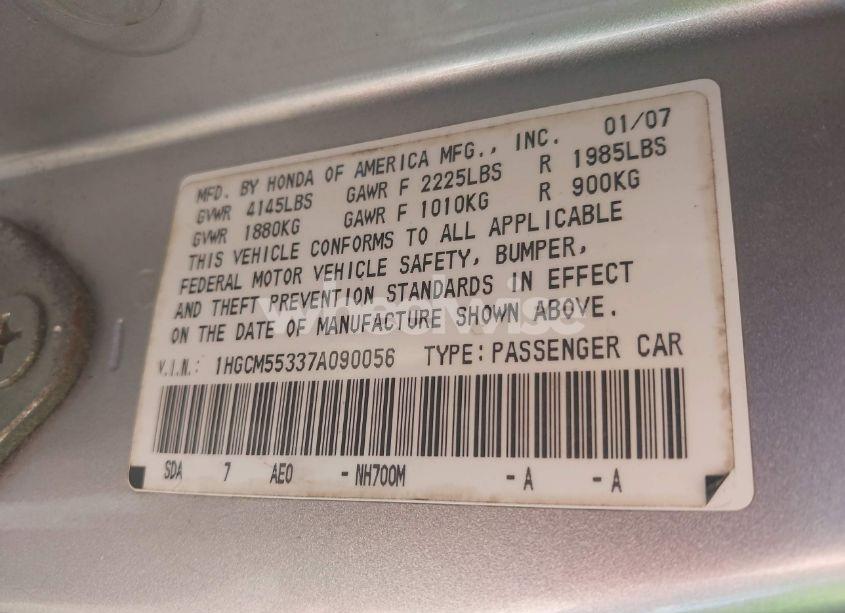 MFD. BY HONDA OF AMERICA MFG., INC. 01/07
GVWR 4145LBS GAWR F 2225LBS R 1985LBS
GVWR 1880KG GAWR F 1010KG R 900KG
THIS VEHICLE CONFORMS TO ALL APPLICABLE
FEDERAL MOTOR VEHICLE SAFETY, BUMPER,
AND THEFT PREVENTION STANDARDS IN EFFECT
ON THE DATE OF MANUFACTURE SHOWN ABOVE.
V.I.N.: 1HGCM55337A090056 TYPE: PASSENGER CAR
SDA 7 AE0 - NH700M - A - A
wheelwise